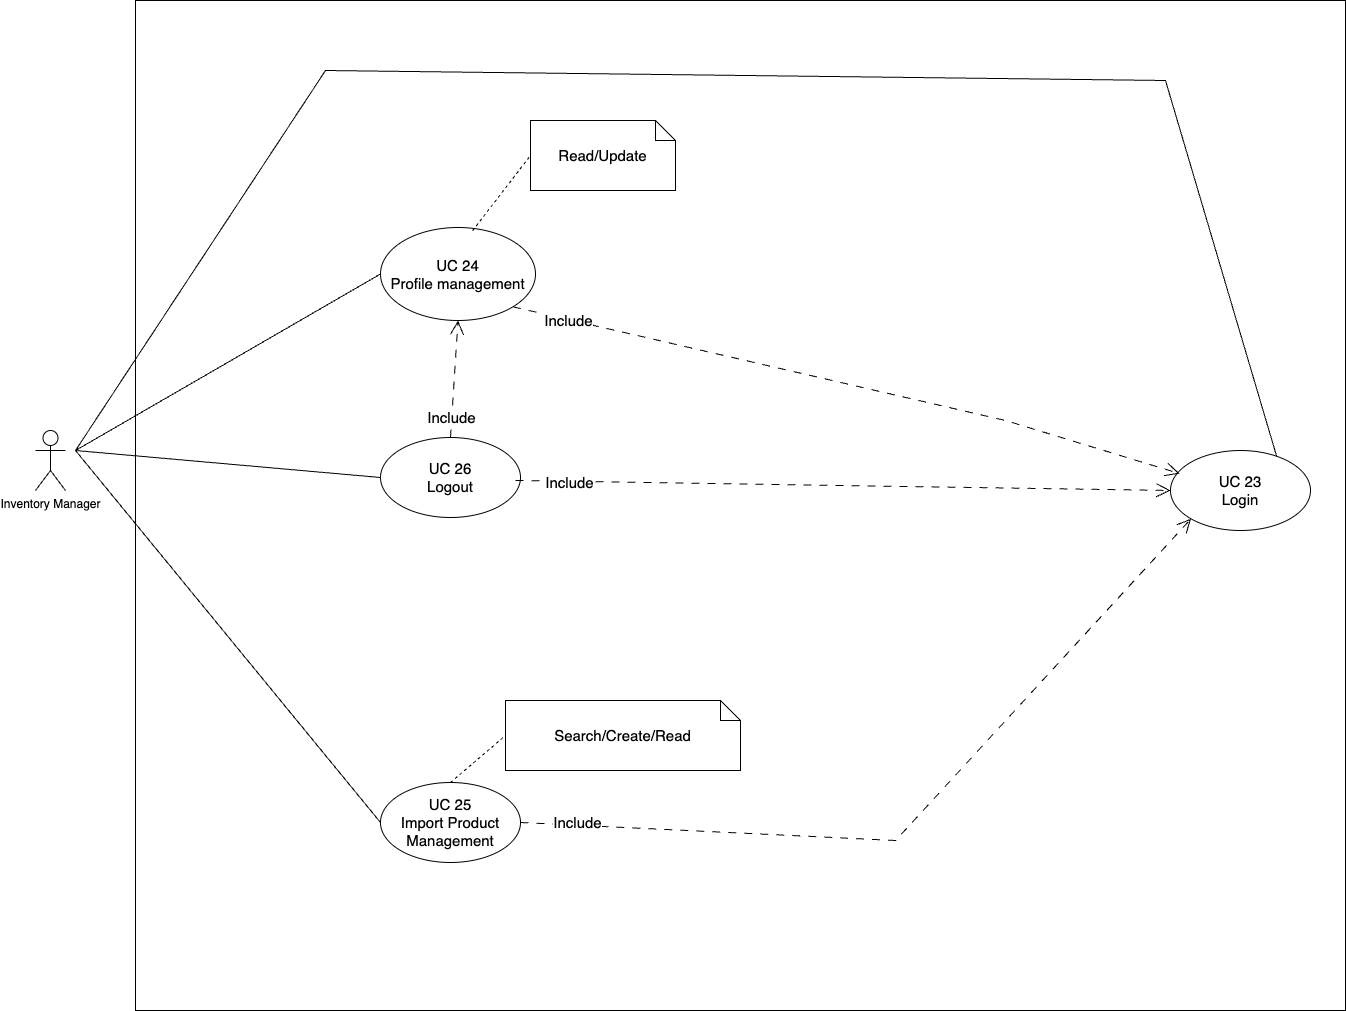 Read/Update
UC 24
Profile management
Include
Include
Inventory Manager
UC 26
Logout
Include
UC 23
Login
Search/Create/Read
UC 25
Import Product
Management
Include